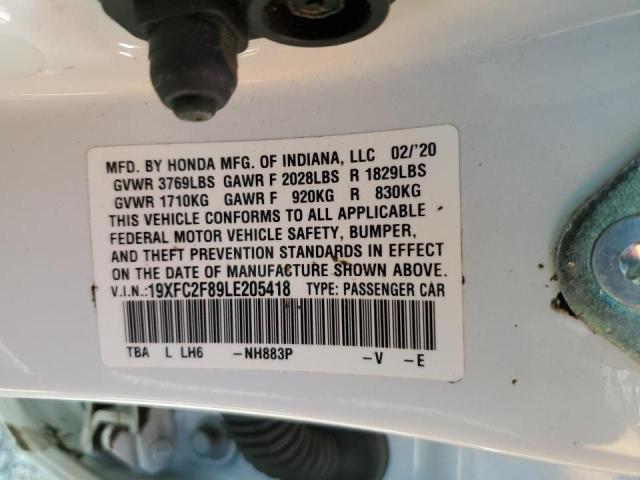 MFD. BY HONDA MFG. OF INDIANA, LLC 02/'20
GVWR 3769LBS GAWR F 2028LBS R 1829LBS
GVWR 1710KG GAWR F 920KG R 830KG
THIS VEHICLE CONFORMS TO ALL APPLICABLE
FEDERAL MOTOR VEHICLE SAFETY, BUMPER,
AND THEFT PREVENTION STANDARDS IN EFFECT
ON THE DATE OF MANUFACTURE SHOWN ABOVE.
V.I.N.:19XFC2F89LE205418 TYPE: PASSENGER CAR
TBA L LH6 -NH883P -V -E